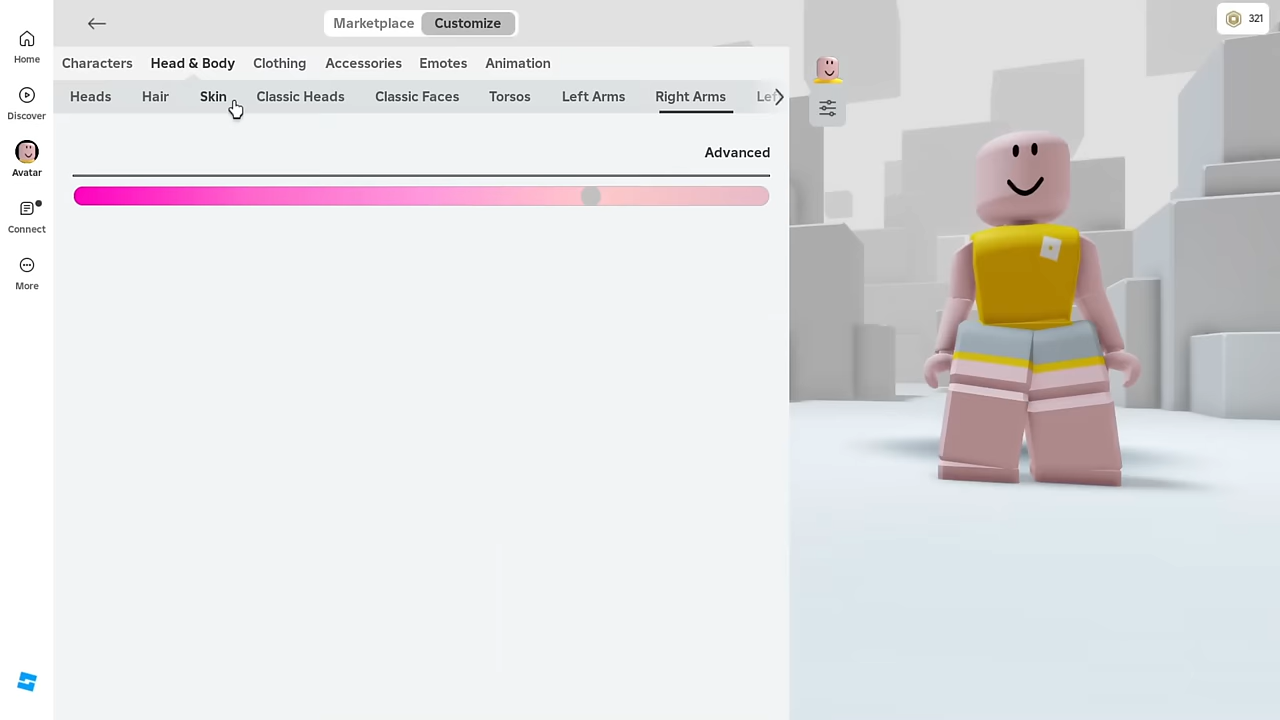 Marketplace Customize
321
Home
Discover
Avatar
Connect
More
Characters Head & Body Clothing Accessories Emotes Animation
Heads Hair Skin Classic Heads Classic Faces Torsos Left Arms Right Arms Lef
Advanced